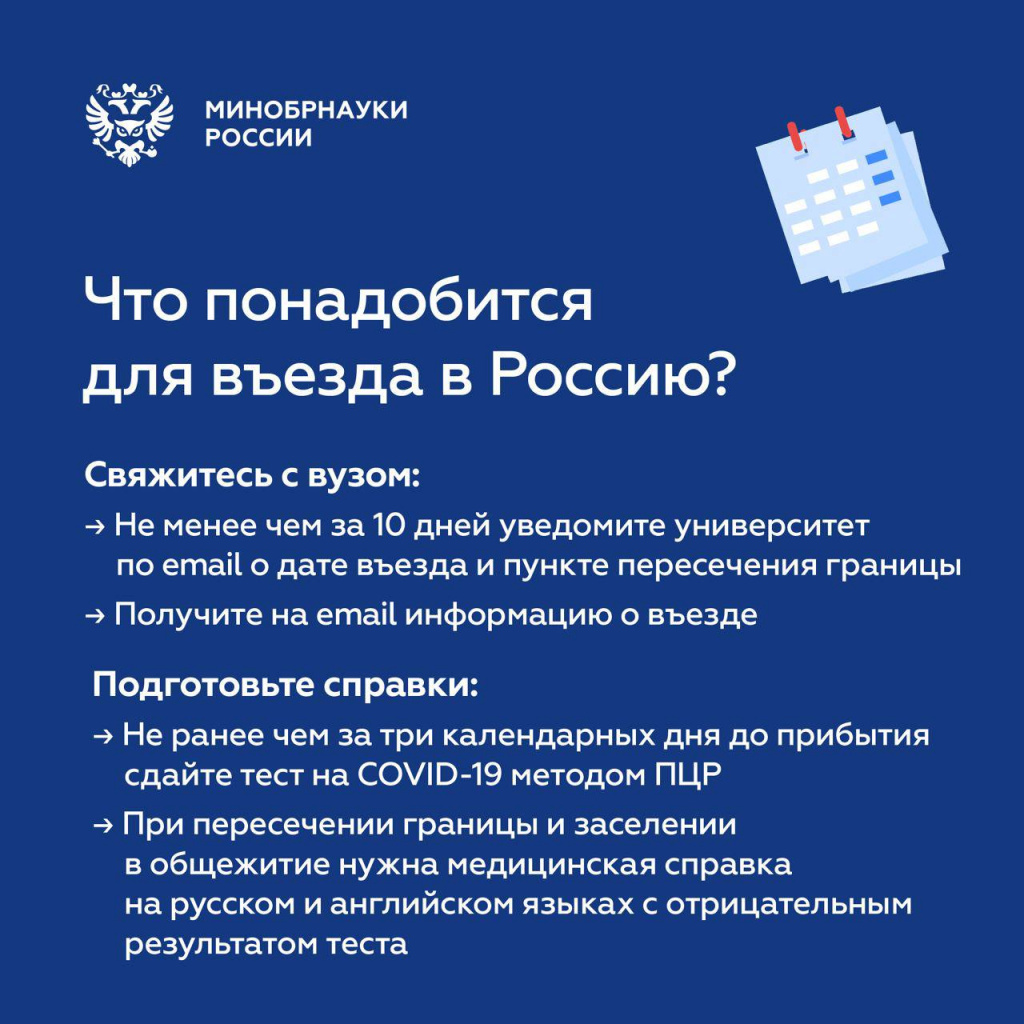 МИНОБРНАУКИ
РОССИИ
Что понадобится
для въезда в Россию?
Свяжитесь с вузом:
→ Не менее чем за 10 дней уведомите университет
по email о дате въезда и пункте пересечения границы
→ Получите на email информацию о въезде
Подготовьте справки:
→ Не ранее чем за три календарных дня до прибытия
сдайте тест на COVID-19 методом ПЦР
→ При пересечении границы и заселении
в общежитие нужна медицинская справка
на русском и английском языках с отрицательным
результатом теста